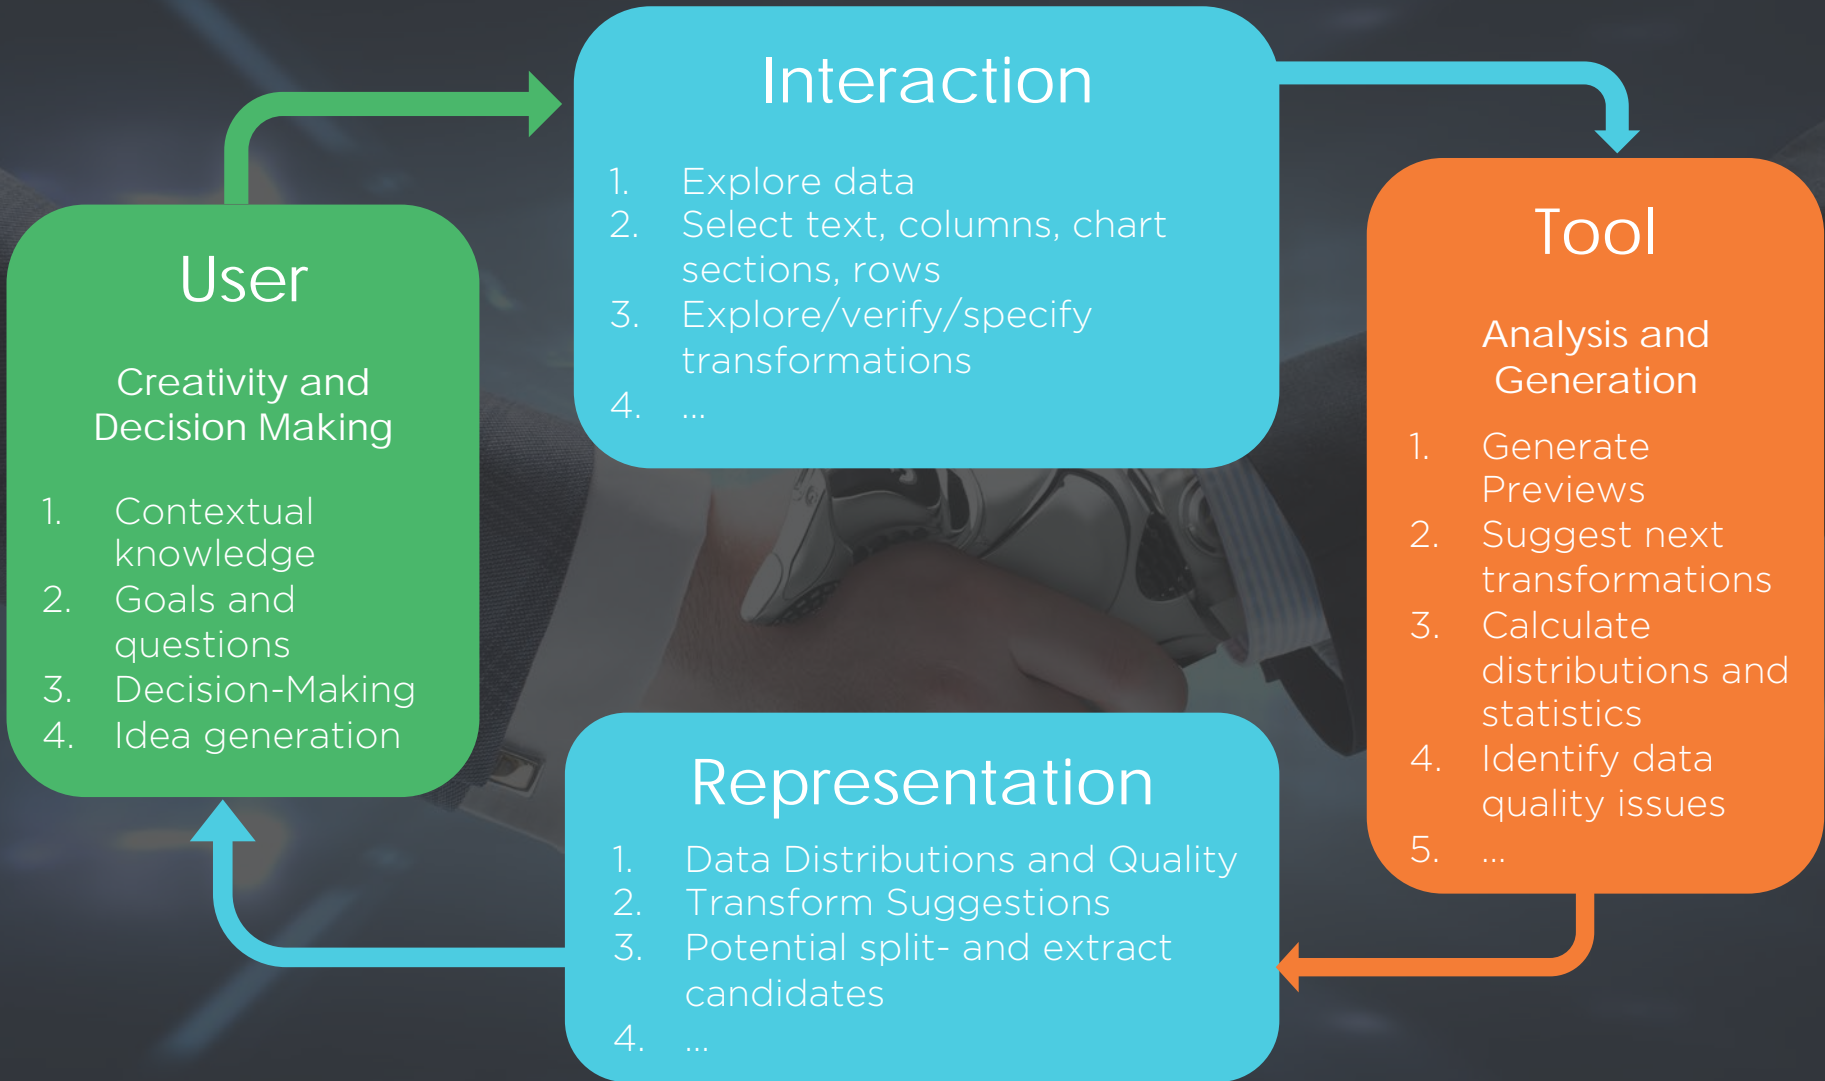 Interaction
1. Explore data
2. Select text, columns, chart
sections, rows
3. Explore/verify/specify
transformations
4. ...
User
Creativity and
Decision Making
1. Contextual
knowledge
2. Goals and
questions
3. Decision-Making
4. Idea generation
Tool
Analysis and
Generation
1. Generate
Previews
2. Suggest next
transformations
3. Calculate
distributions and
statistics
4. Identify data
quality issues
5. ...
Representation
1. Data Distributions and Quality
2. Transform Suggestions
3. Potential split- and extract
candidates
4. ...